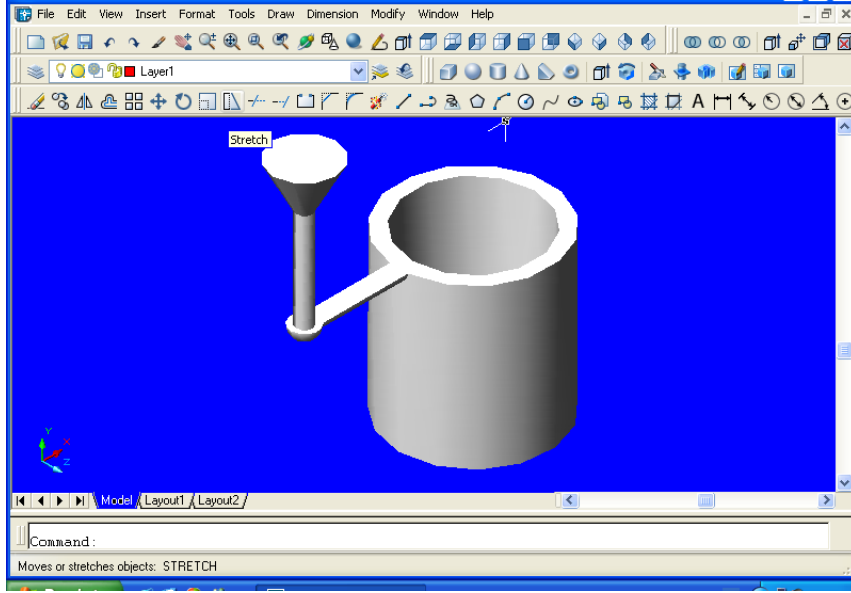 File Edit View Insert Format Tools Draw Dimension Modify Window Help
Layer1
A
Stretch
Y
X
Z
Model Layout1 Layout2
Command:
Moves or stretches objects: STRETCH